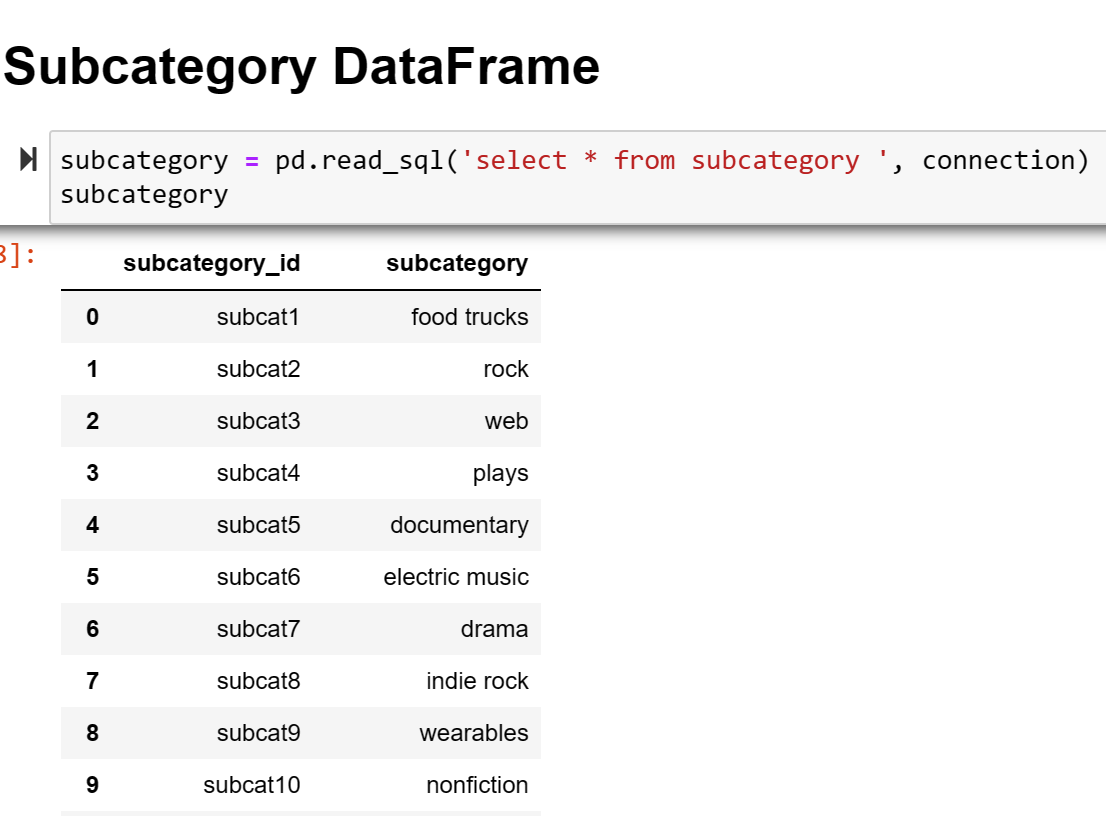 Subcategory DataFrame
subcategory = pd.read_sql('select * from subcategory ', connection)
subcategory
8]:
subcategory_id subcategory
0 subcat1 food trucks
1 subcat2 rock
2 subcat3 web
3 subcat4 plays
4 subcat5 documentary
5 subcat6 electric music
6 subcat7 drama
7 subcat8 indie rock
8 subcat9 wearables
9 subcat10 nonfiction